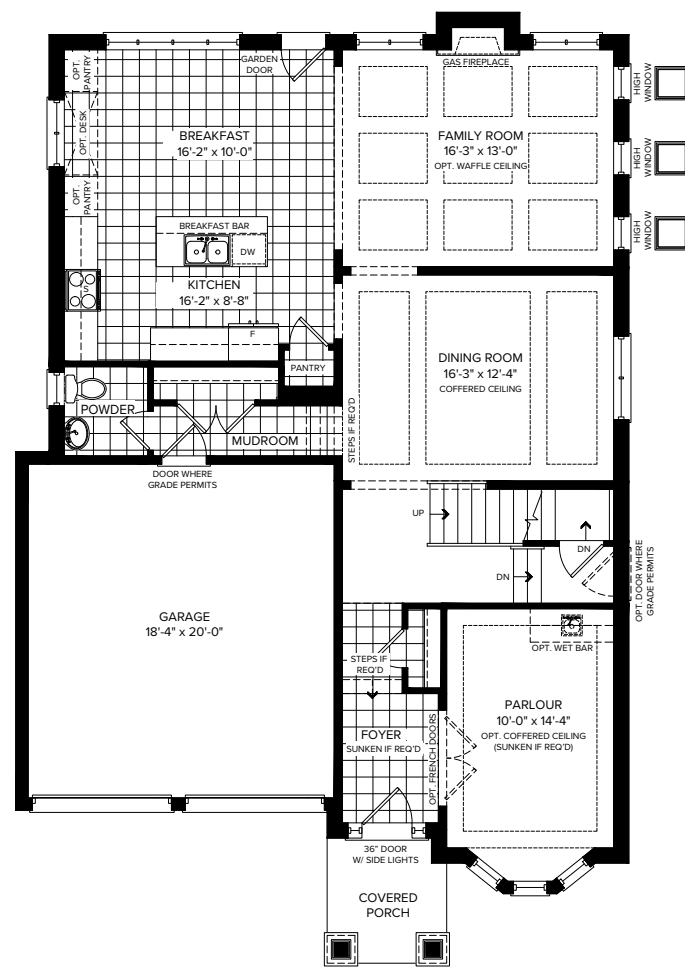 GARDEN
DOOR
GAS FIREPLACE
OPT.
PANTRY
HIGH
WINDOW
OPT. DESK
BREAKFAST
16'-2" x 10'-0"
FAMILY ROOM
16'-3" x 13'-0"
OPT. WAFFLE CEILING
HIGH
WINDOW
OPT.
PANTRY
BREAKFAST BAR
DW
HIGH
WINDOW
KITCHEN
16'-2" x 8'-8"
S
F
PANTRY
DINING ROOM
16'-3" x 12'-4"
COFFERED CEILING
POWDER
MUDROOM
STEPS IF REQ'D
DOOR WHERE
GRADE PERMITS
UP
DN
DN
OPT. DOOR WHERE
GRADE PERMITS
GARAGE
18'-4" x 20'-0"
OPT. WET BAR
STEPS IF
REQ'D
PARLOUR
10'-0" x 14'-4"
OPT. COFFERED CEILING
(SUNKEN IF REQ'D)
FOYER
SUNKEN IF REQ'D
OPT. FRENCH DOORS
36" DOOR
W/ SIDE LIGHTS
COVERED
PORCH